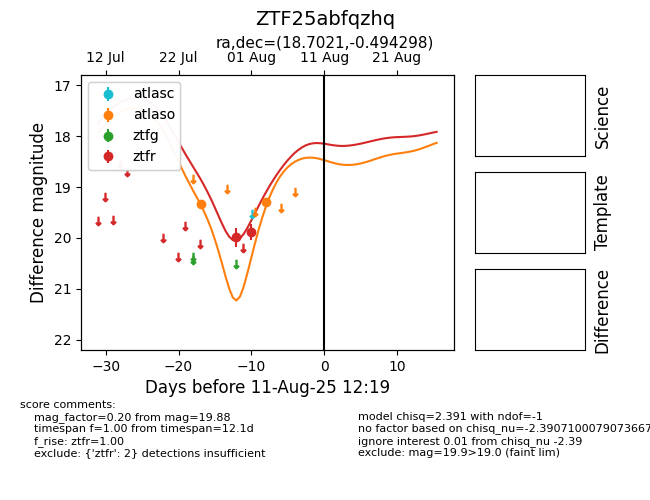 ZTF25abfqzhq
ra,dec=(18.7021,-0.494298)
12 Jul 22 Jul 01 Aug 11 Aug 21 Aug
atlasc
atlaso
ztfg
ztfr
17
18
19
20
21
22
Difference magnitude
−30 −20 −10 0 10
Days before 11-Aug-25 12:19
Science
Template
Difference
score comments:
mag_factor=0.20 from mag=19.88
timespan f=1.00 from timespan=12.1d
f_rise: ztfr=1.00
exclude: {'ztfr': 2} detections insufficient
model chisq=2.391 with ndof=-1
no factor based on chisq_nu=-2.3907100079073667
ignore interest 0.01 from chisq_nu -2.39
exclude: mag=19.9>19.0 (faint lim)